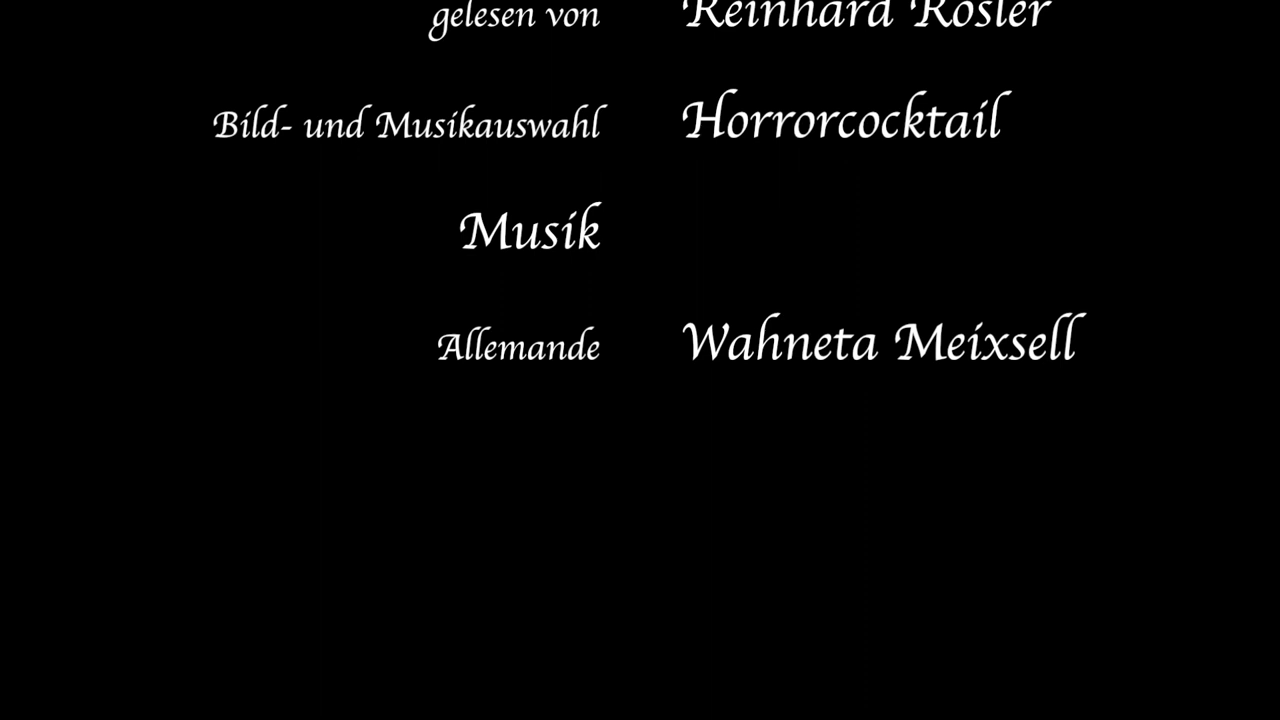 gelesen von Reinhard Rösler
Bild- und Musikauswahl Horrorcocktail
Musik
Allemande Wahneta Meixsell